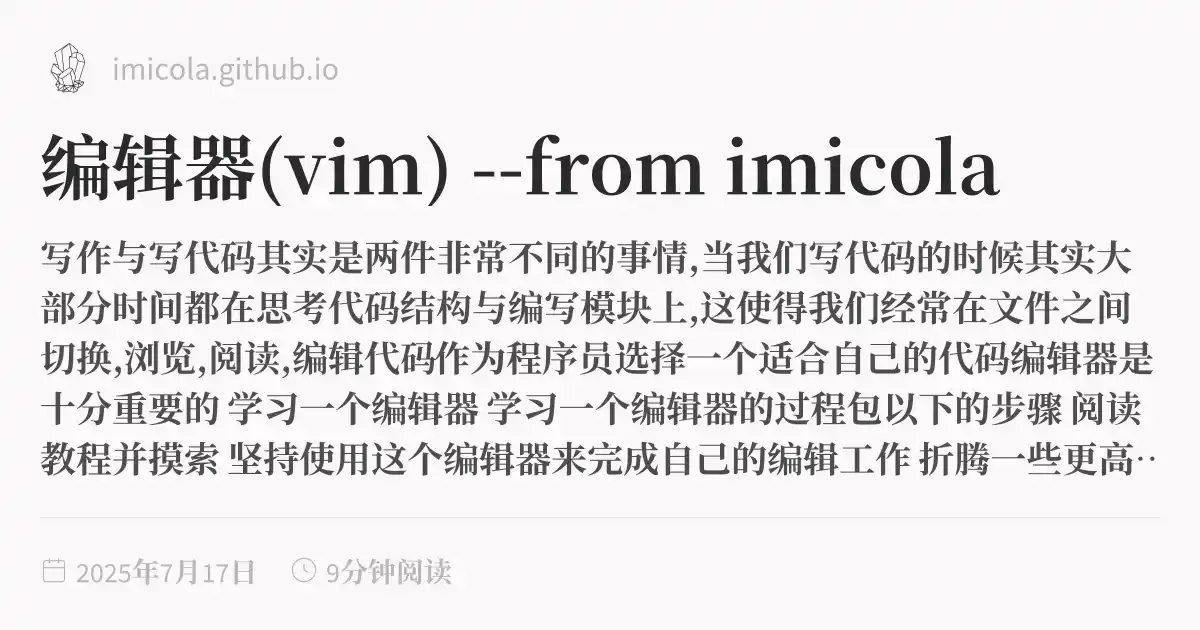 imicola.github.io
编辑器(vim) --from imicola
写作与写代码其实是两件非常不同的事情,当我们写代码的时候其实大
部分时间都在思考代码结构与编写模块上,这使得我们经常在文件之间
切换,浏览,阅读,编辑代码作为程序员选择一个适合自己的代码编辑器是
十分重要的 学习一个编辑器 学习一个编辑器的过程包以下的步骤 阅读
教程并摸索 坚持使用这个编辑器来完成自己的编辑工作 折腾一些更高…
2025年7月17日 9分钟阅读